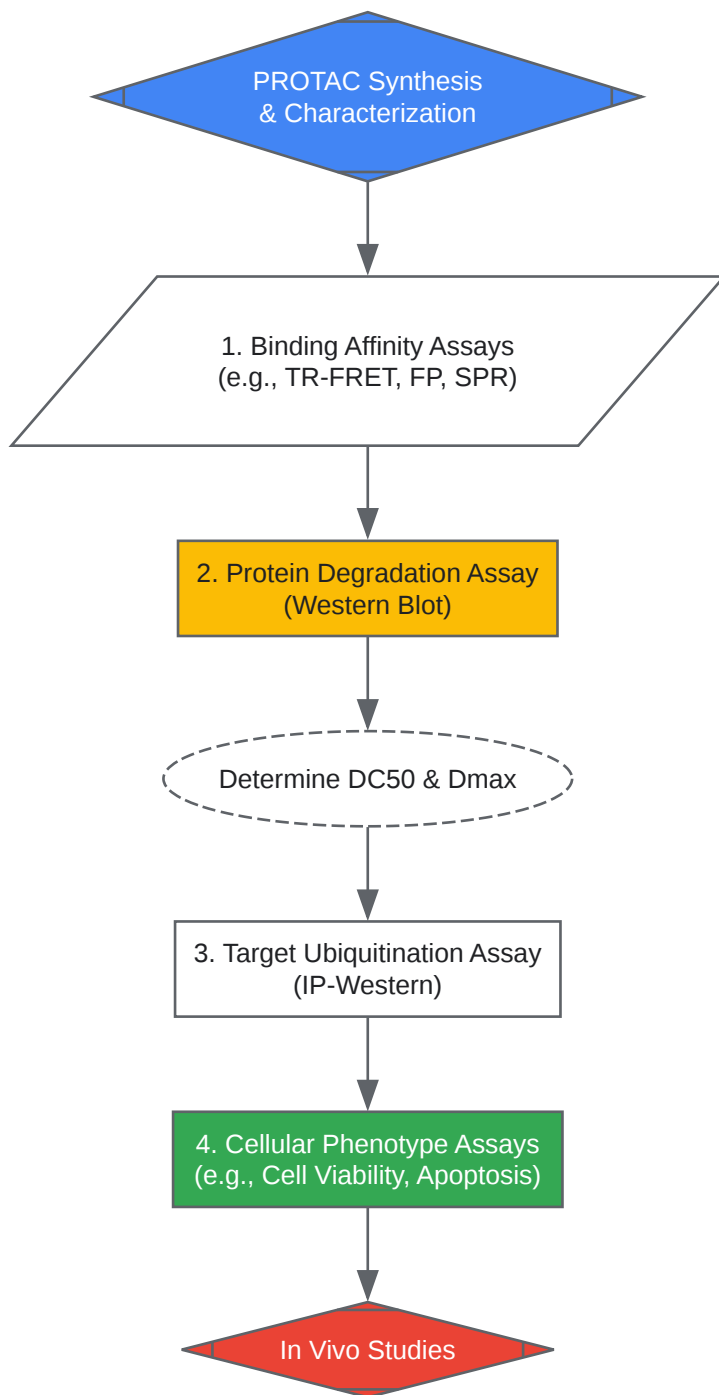 PROTAC Synthesis
& Characterization
1. Binding Affinity Assays
(e.g., TR-FRET, FP, SPR)
2. Protein Degradation Assay
(Western Blot)
Determine DC50 & Dmax
3. Target Ubiquitination Assay
(IP-Western)
4. Cellular Phenotype Assays
(e.g., Cell Viability, Apoptosis)
In Vivo Studies